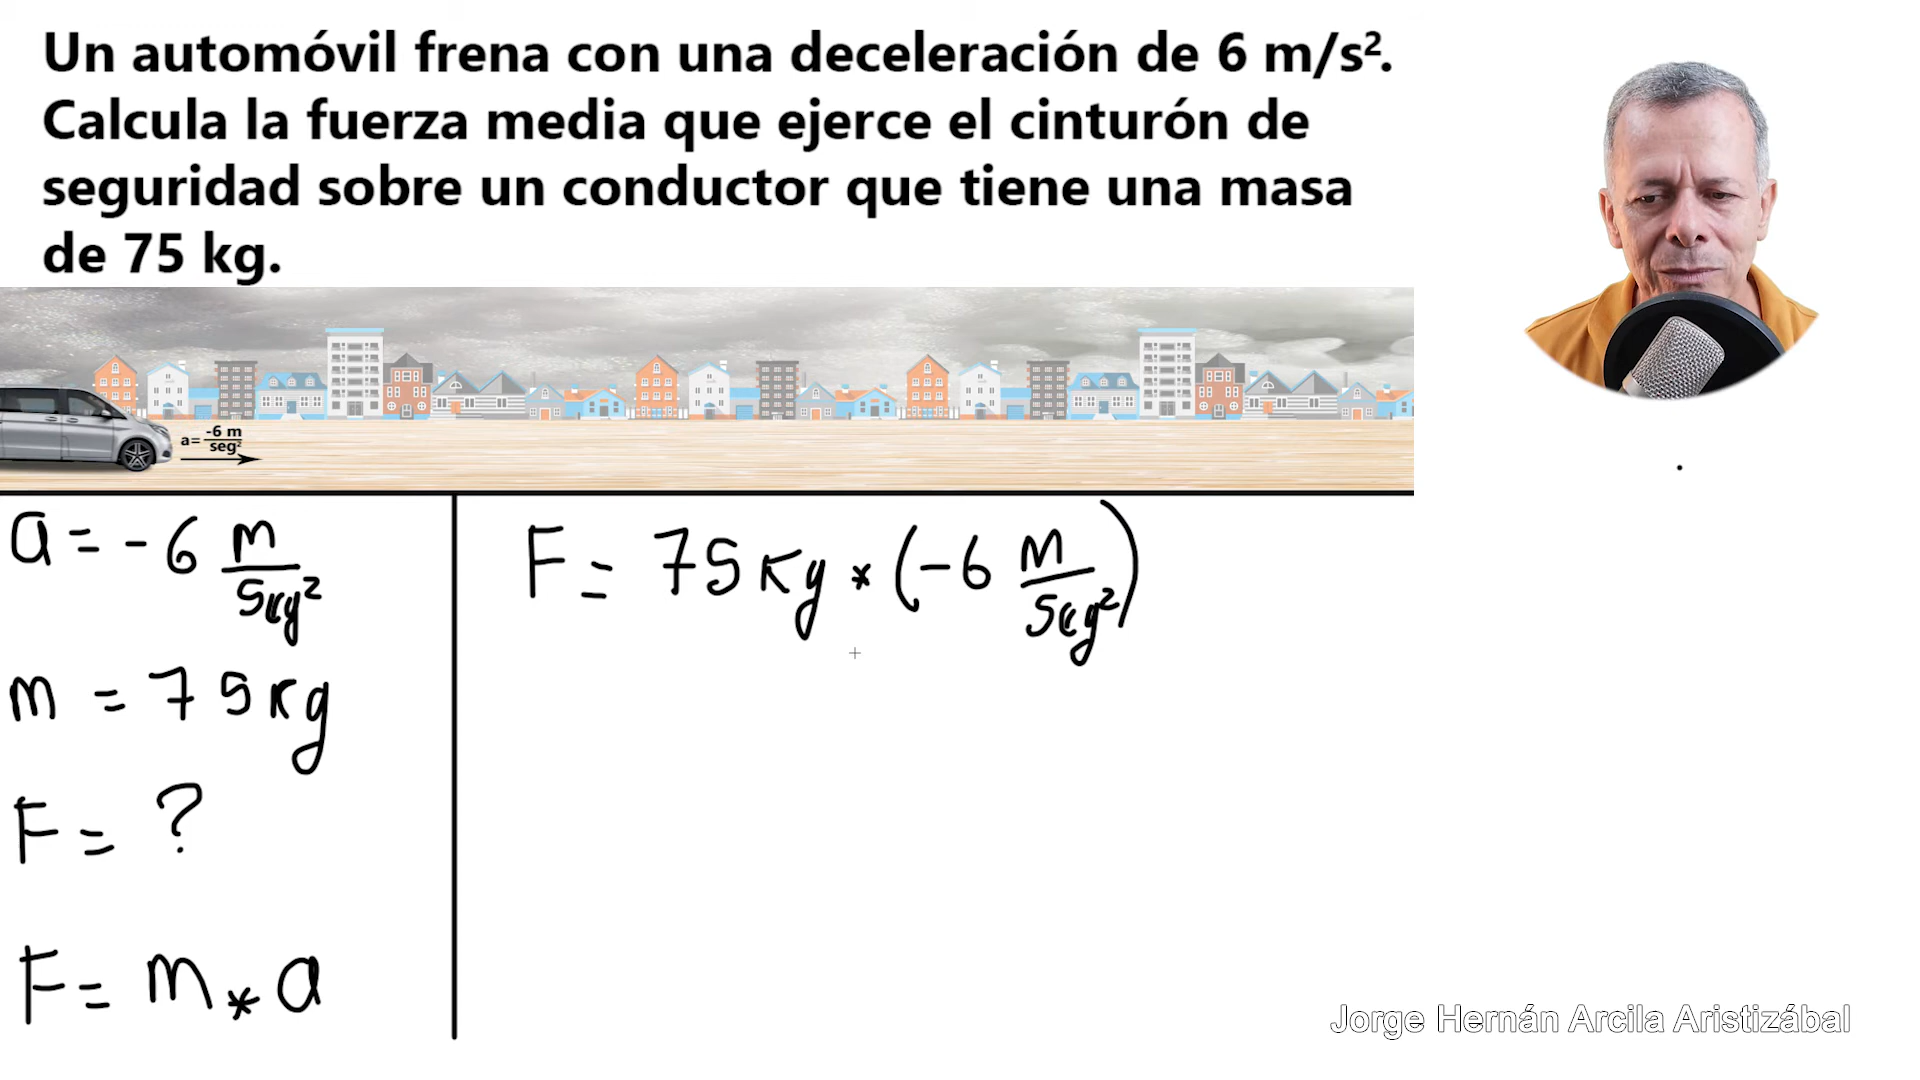 Un automóvil frena con una deceleración de 6 m/s².
Calcula la fuerza media que ejerce el cinturón de
seguridad sobre un conductor que tiene una masa
de 75 kg.
a= -6 m
seg²
a = -6 m
seg²
m = 75 Kg
F = ?
F = m * a
F = 75 Kg * (-6 m
seg²)
Jorge Hernán Arcila Aristizábal